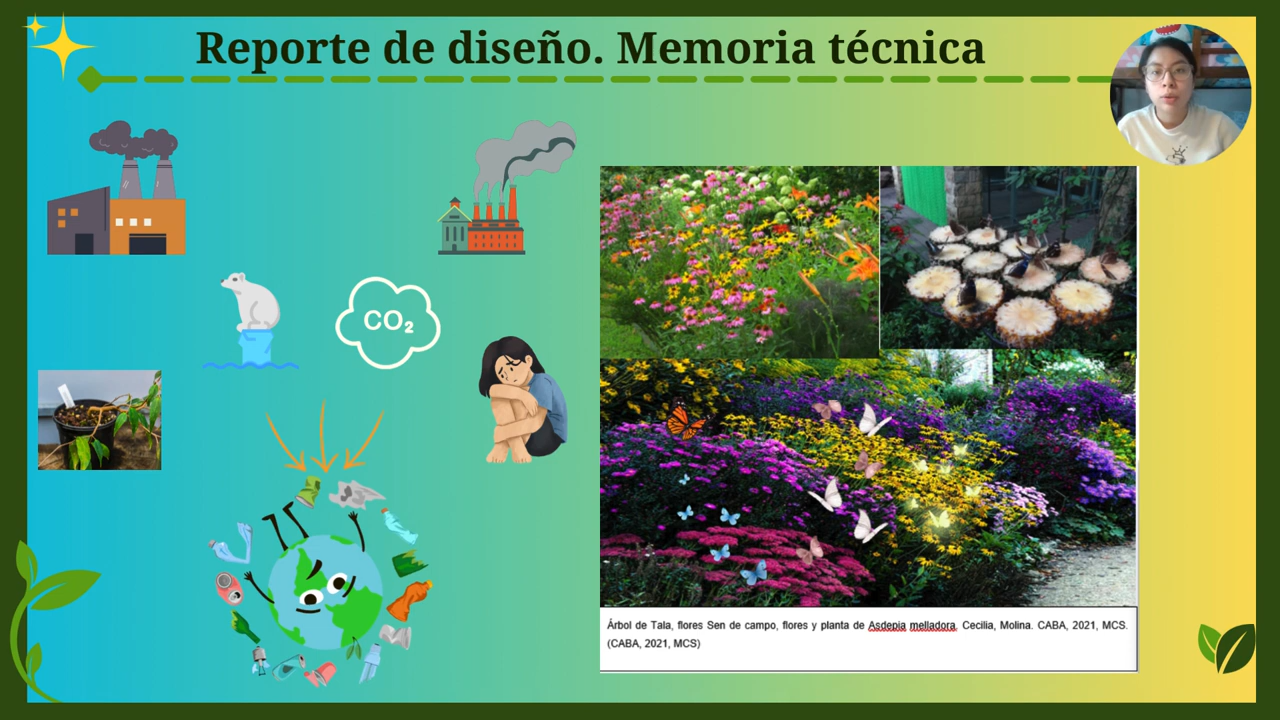 Reporte de diseño. Memoria técnica
CO₂
Árbol de Tala, flores Sen de campo, flores y planta de Asdepia melladora. Cecilia, Molina. CABA, 2021, MCS.
(CABA, 2021, MCS)